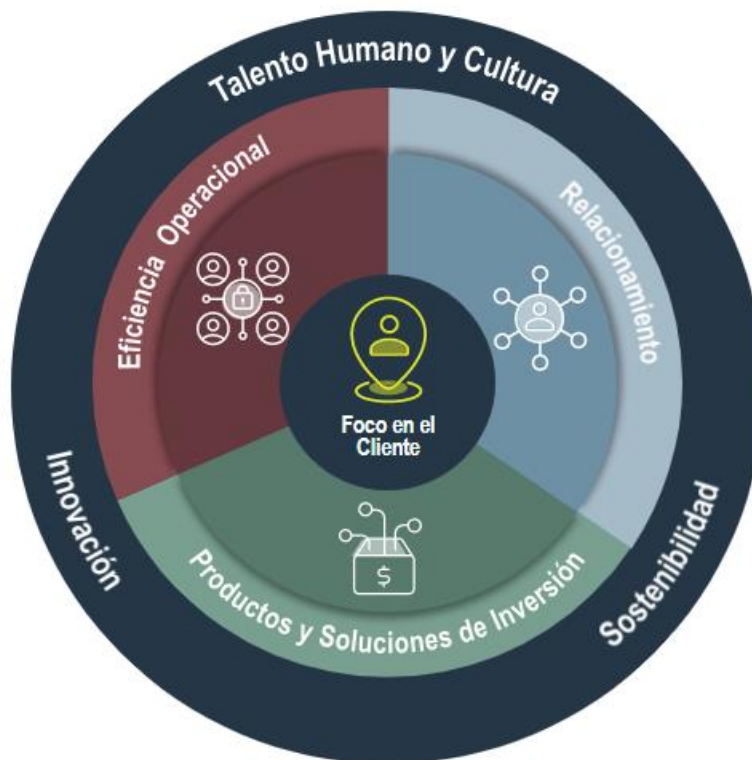 Talento Humano y Cultura
Eficiencia Operacional
Relacionamiento
Foco en el
Cliente
Innovación
Productos y Soluciones de Inversión
$
Sostenibilidad